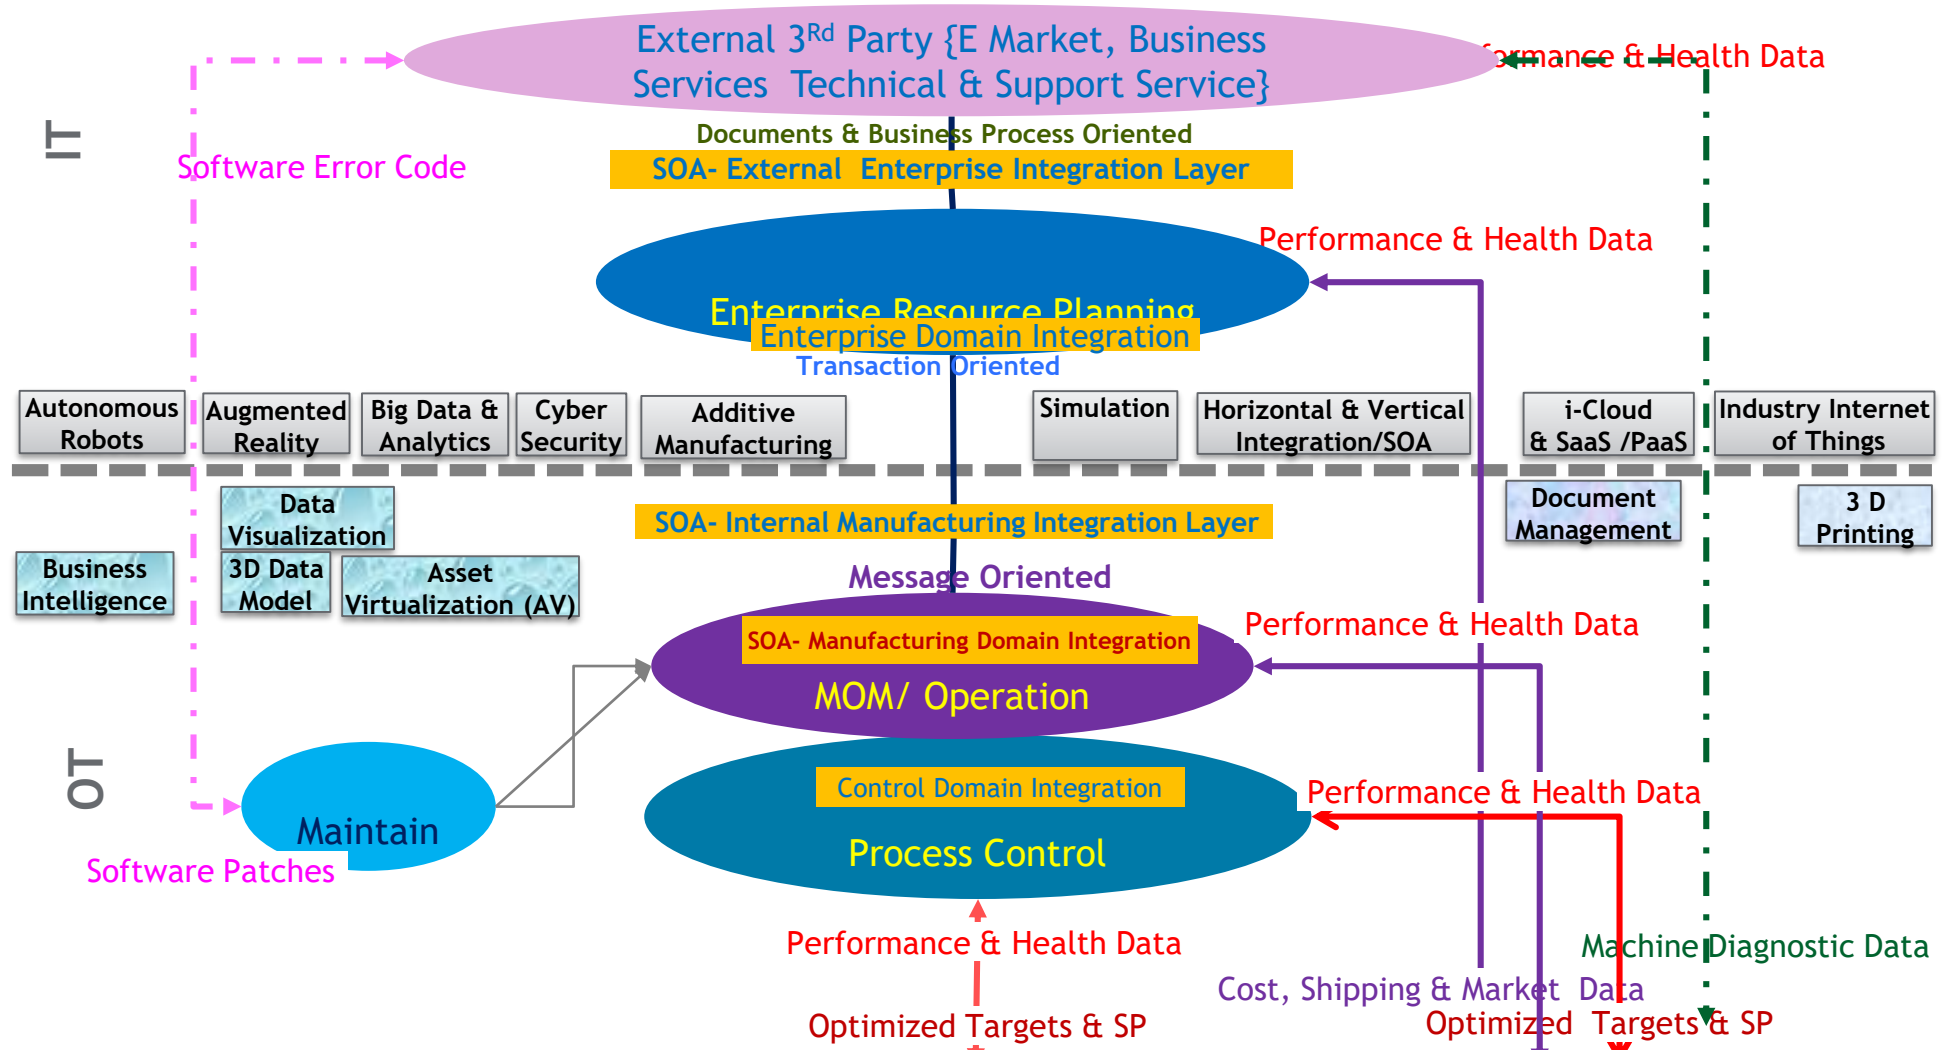 External 3Rd Party {E Market, Business
Services Technical & Support Service}
formance & Health Data
IT
Documents & Business Process Oriented
Software Error Code
SOA- External Enterprise Integration Layer
Performance & Health Data
Enterprise Resource Planning
Enterprise Domain Integration
Transaction Oriented
Autonomous
Robots
Augmented
Reality
Big Data &
Analytics
Cyber
Security
Additive
Manufacturing
Simulation
Horizontal & Vertical
Integration/SOA
i-Cloud
& SaaS /PaaS
Industry Internet
of Things
Data
Visualization
SOA- Internal Manufacturing Integration Layer
Document
Management
3 D
Printing
Business
Intelligence
3D Data
Model
Asset
Virtualization (AV)
Message Oriented
Performance & Health Data
SOA- Manufacturing Domain Integration
MOM/ Operation
OT
Control Domain Integration
Performance & Health Data
Maintain
Process Control
Software Patches
Performance & Health Data
Machine Diagnostic Data
Cost, Shipping & Market Data
Optimized Targets & SP
Optimized Targets & SP